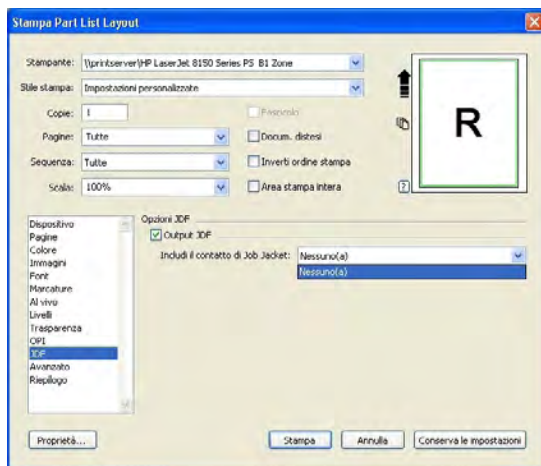 Stampa Part List Layout
Stampante: \\printserver\HP LaserJet 8150 Series PS B1 Zone
Stile stampa: Impostazioni personalizzate
Copie: 1 Fascicolo
Pagine: Tutte Docum. distesi
Sequenza: Tutte Inverti ordine stampa
Scala: 100% Area stampa intera
R
?
Dispositivo
Pagine
Colore
Immagini
Font
Marcature
Al vivo
Livelli
Trasparenza
OPI
JDF
Avanzato
Riepilogo
Opzioni JDF
Output JDF
Includi il contatto di Job Jacket: Nessuno(a)
Nessuno(a)
Proprietà... Stampa Annulla Conserva le impostazioni